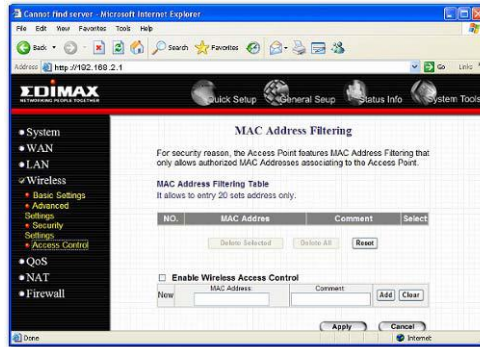 Cannot find server - Microsoft Internet Explorer
File Edit View Favorites Tools Help
Back Search Favorites
Address http://192.168.2.1 Go Links
EDIMAX
NETWORKING PEOPLE TOGETHER
Quick Setup General Seup Status Info System Tools
System
WAN
LAN
Wireless
Basic Settings
Advanced
Settings
Security
Settings
Access Control
QoS
NAT
Firewall
MAC Address Filtering
For security reason, the Access Point features MAC Address Filtering that
only allows authorized MAC Addresses associating to the Access Point.
MAC Address Filtering Table
It allows to entry 20 sets address only.
NO. MAC Addres Comment Select
Delete Selected Delete All Reset
Enable Wireless Access Control
New MAC Address: Comment: Add Clear
Apply Cancel
Done Internet